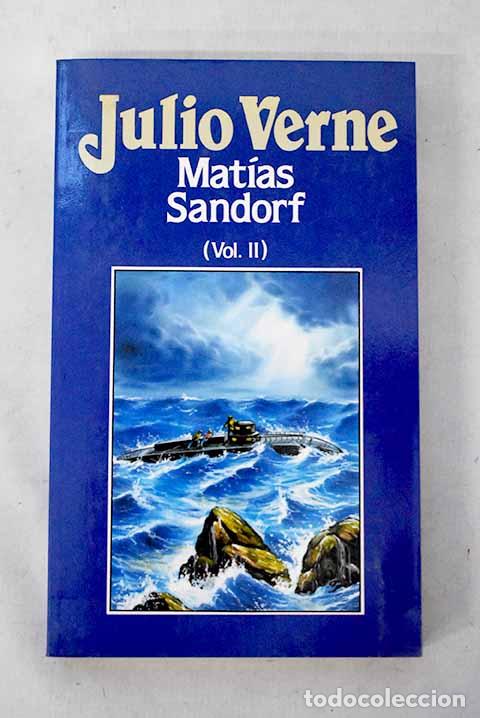 Julio Verne
Matías
Sandorf
(Vol. II)
todocoleccion